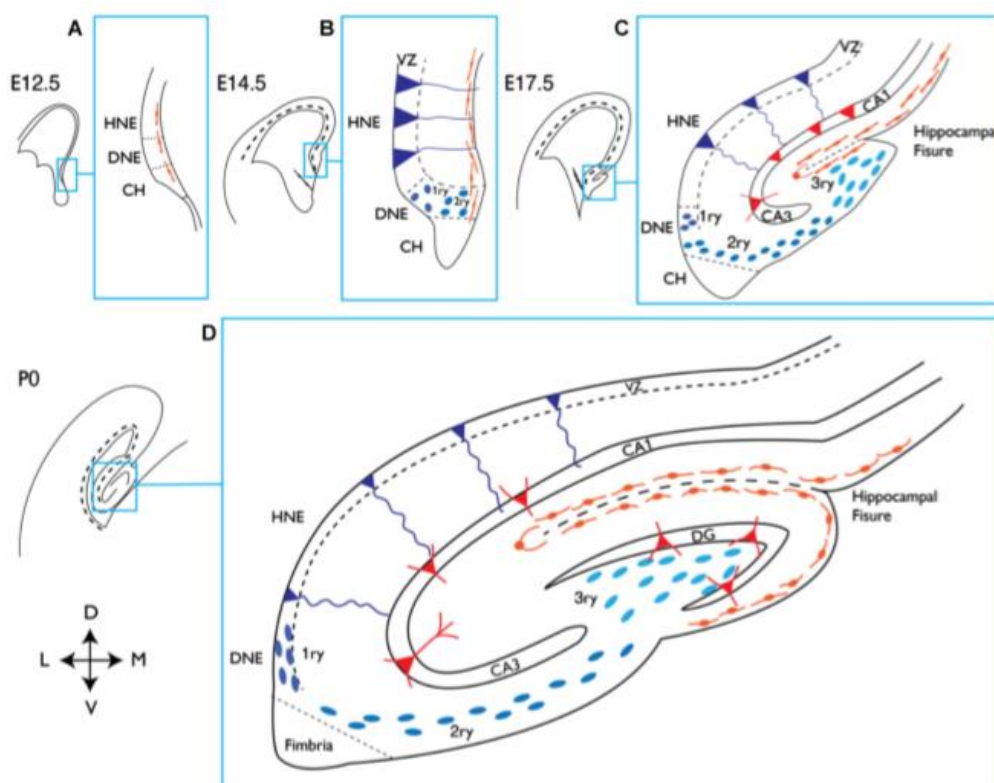 A
E12.5
HNE
DNE
CH
B
E14.5
VZ
HNE
1ry
2ry
DNE
CH
C
E17.5
VZ
HNE
CA1
Hippocampal
Fisure
3ry
CA3
1ry
DNE
2ry
CH
D
P0
VZ
CA1
HNE
Hippocampal
Fisure
DG
3ry
1ry
DNE
CA3
2ry
Fimbria
D
L M
V